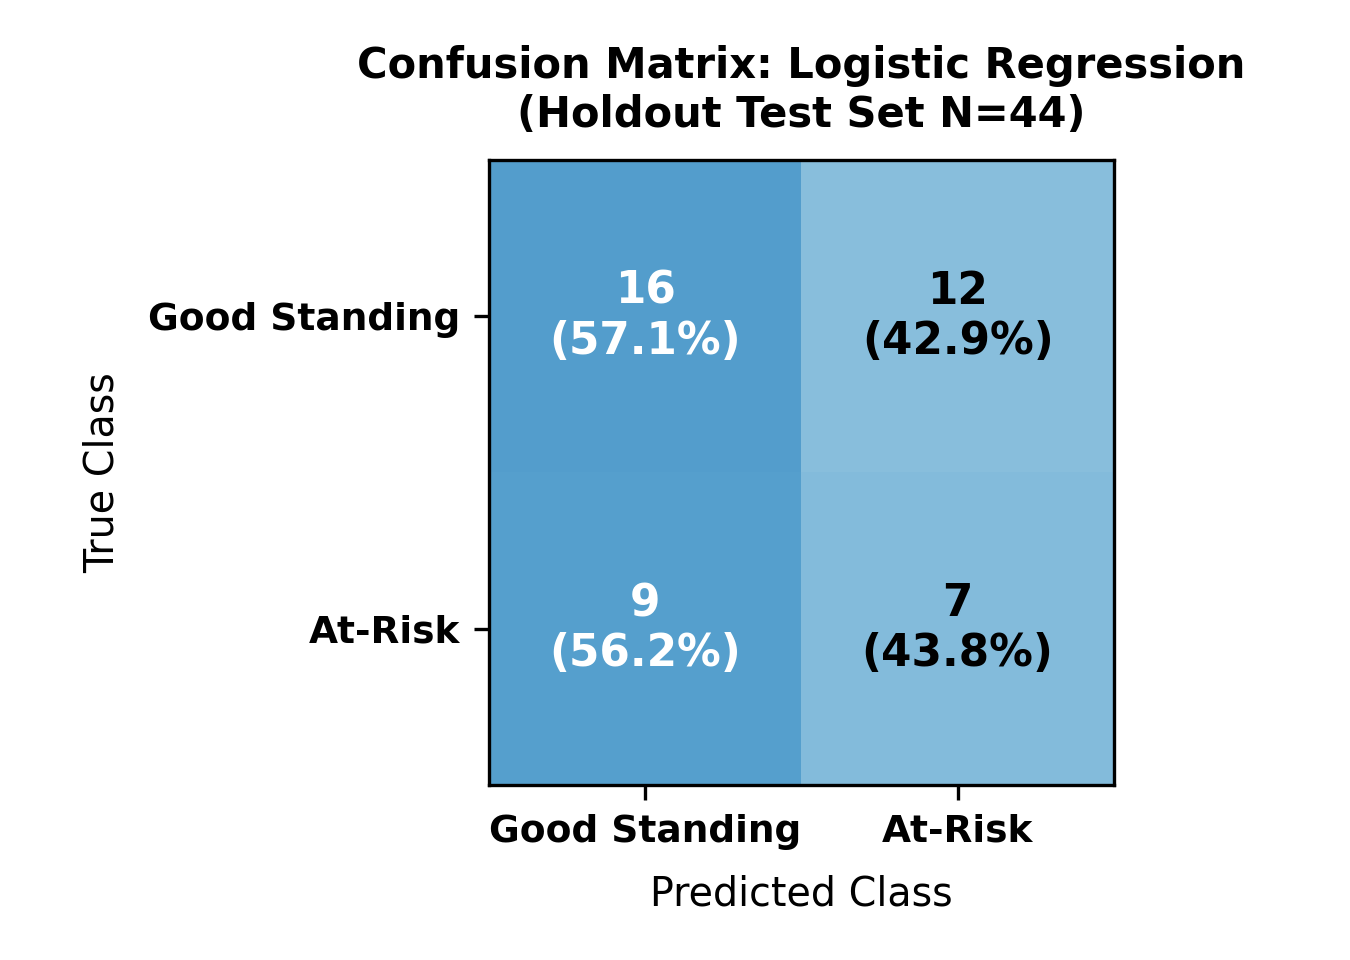 Confusion Matrix: Logistic Regression
(Holdout Test Set N=44)
True Class
Good Standing
16
(57.1%)
12
(42.9%)
At-Risk
9
(56.2%)
7
(43.8%)
Good Standing
At-Risk
Predicted Class